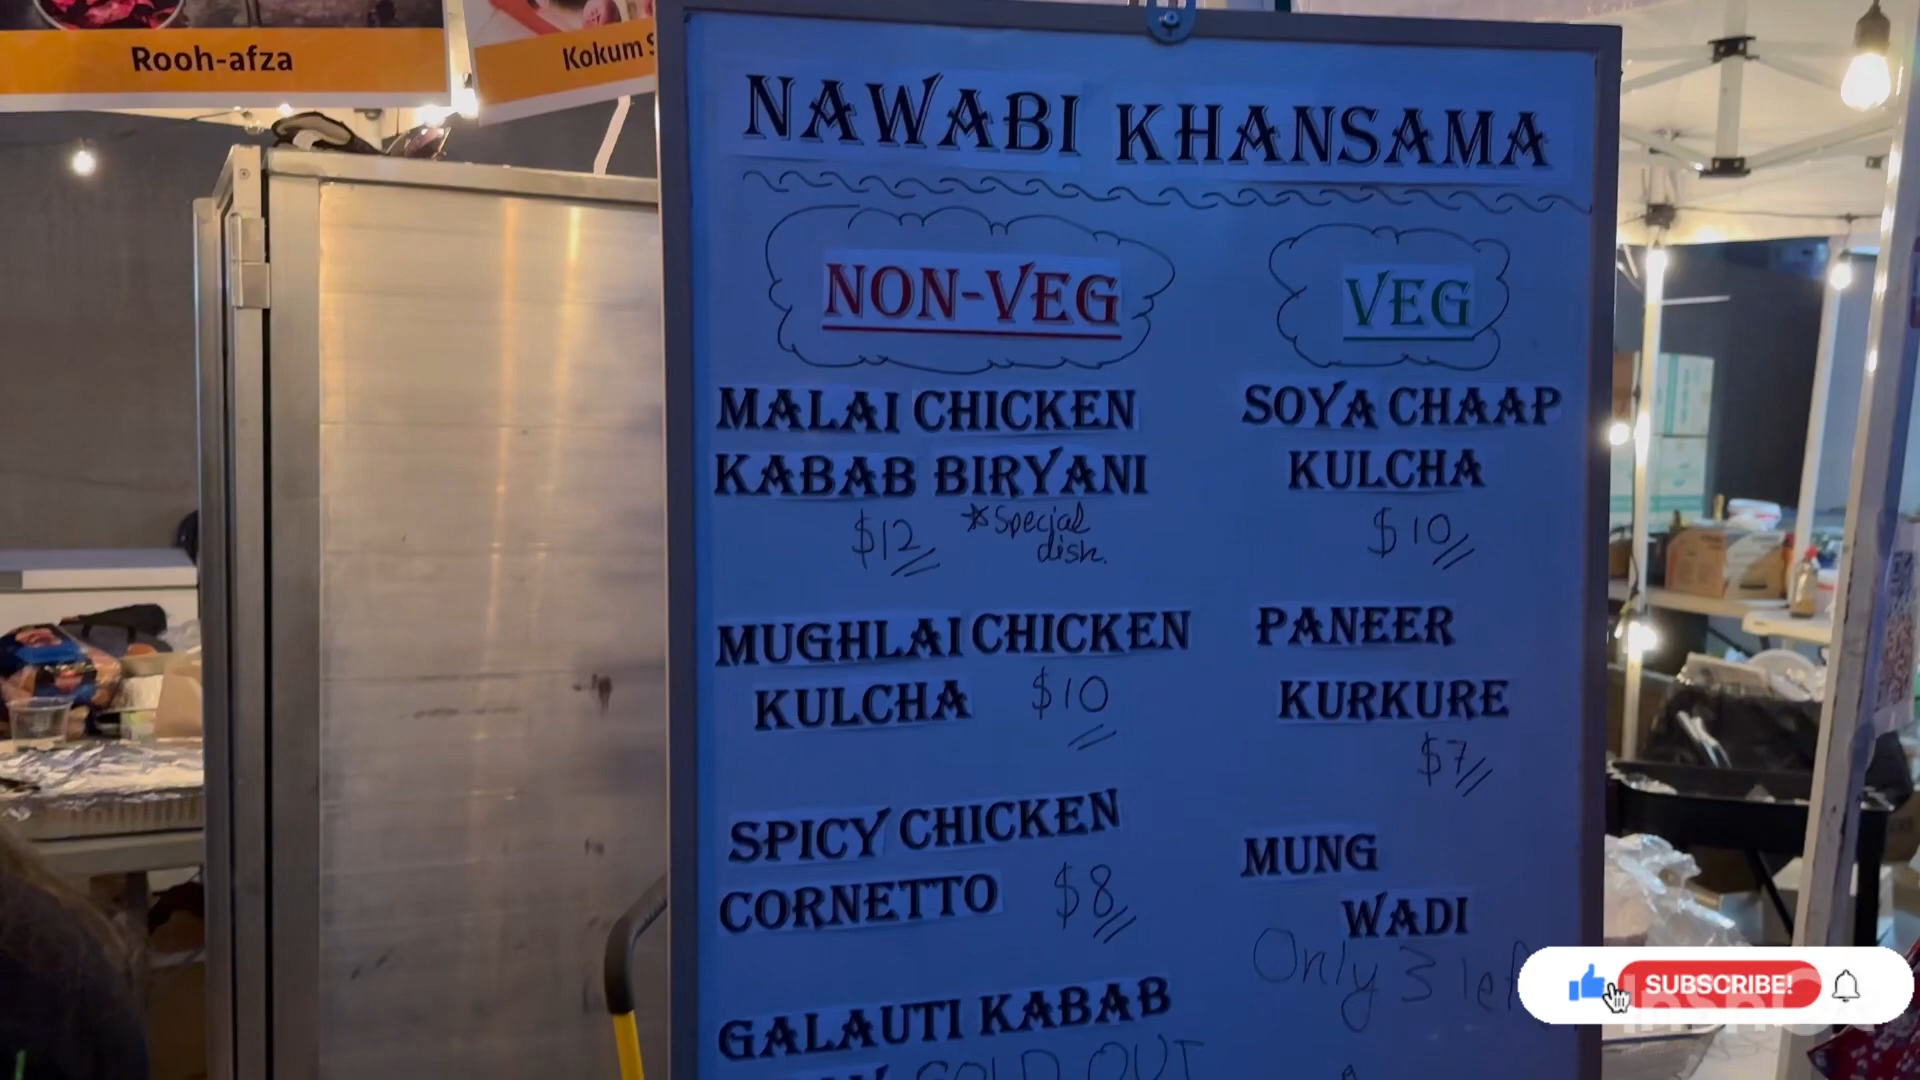 Rooh-afza
Kokum
NAWABI KHANSAMA
NON-VEG
MALAI CHICKEN
KABAB BIRYANI
$12
*Special
dish.
MUGHLAI CHICKEN
KULCHA $10
SPICY CHICKEN
CORNETTO $8
GALAUTI KABAB
SOLD OUT
VEG
SOYA CHAAP
KULCHA
$10
PANEER
KURKURE
$7
MUNG
WADI
Only 3
SUBSCRIBE!